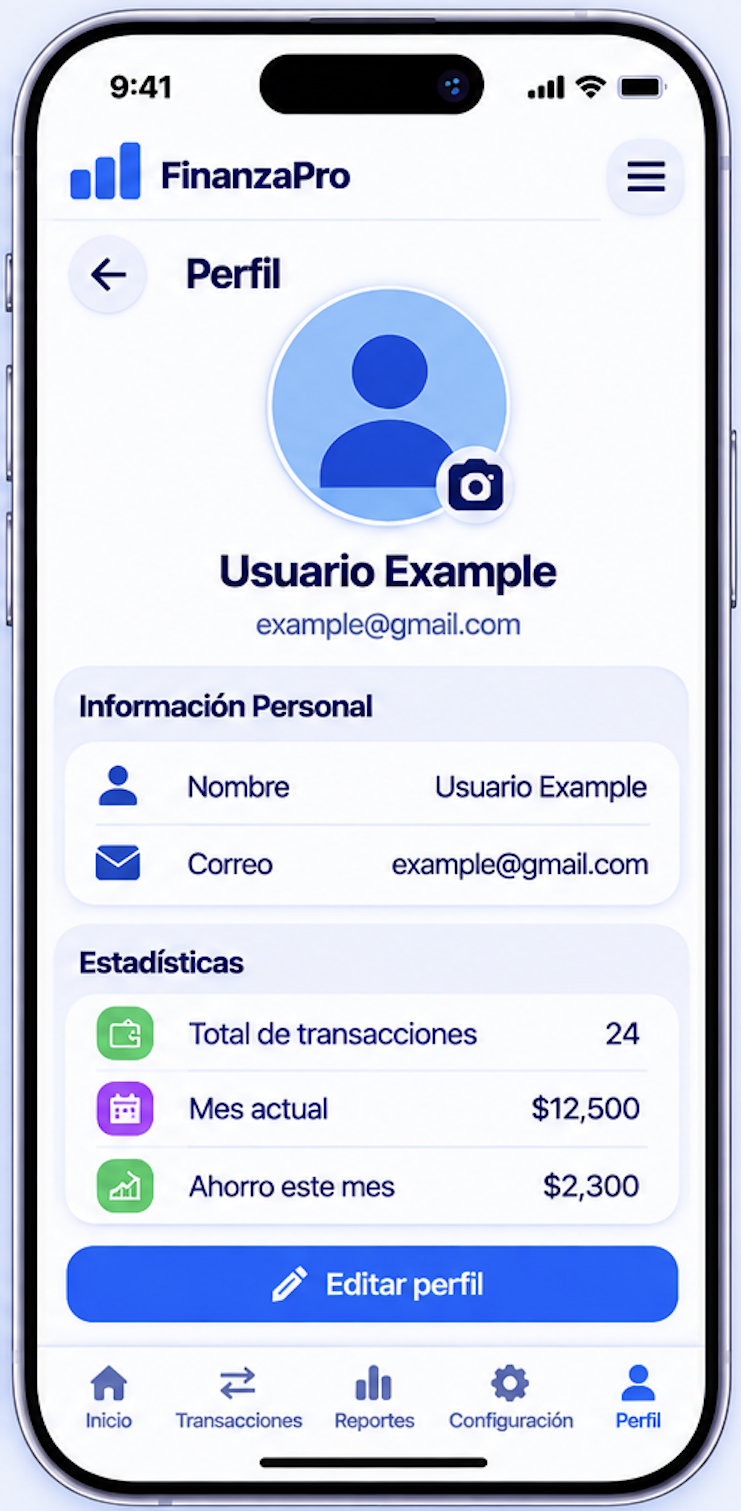 9:41
FinanzaPro
Perfil
Usuario Example
example@gmail.com
Información Personal
Nombre Usuario Example
Correo example@gmail.com
Estadísticas
Total de transacciones 24
Mes actual $12,500
Ahorro este mes $2,300
Editar perfil
Inicio Transacciones Reportes Configuración Perfil